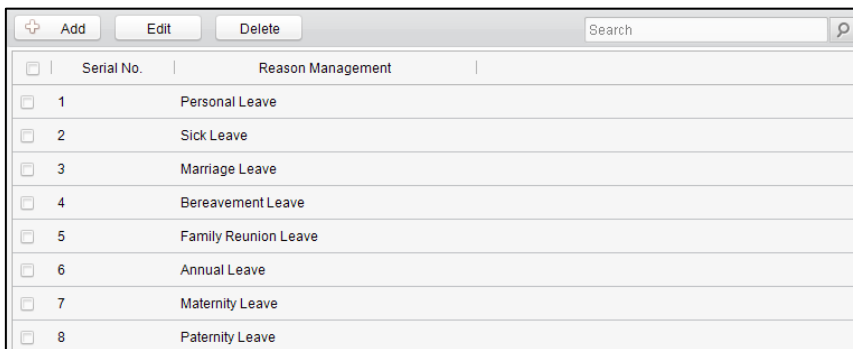 Add Edit Delete Search
Serial No. Reason Management
1 Personal Leave
2 Sick Leave
3 Marriage Leave
4 Bereavement Leave
5 Family Reunion Leave
6 Annual Leave
7 Maternity Leave
8 Paternity Leave